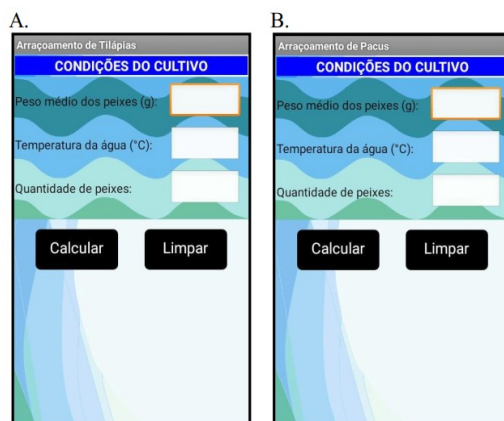 A.
Arraçoamento de Tilápias
CONDIÇÕES DO CULTIVO
Peso médio dos peixes (g):
Temperatura da água (°C):
Quantidade de peixes:
Calcular Limpar
B.
Arraçoamento de Pacus
CONDIÇÕES DO CULTIVO
Peso médio dos peixes (g):
Temperatura da água (°C):
Quantidade de peixes:
Calcular Limpar